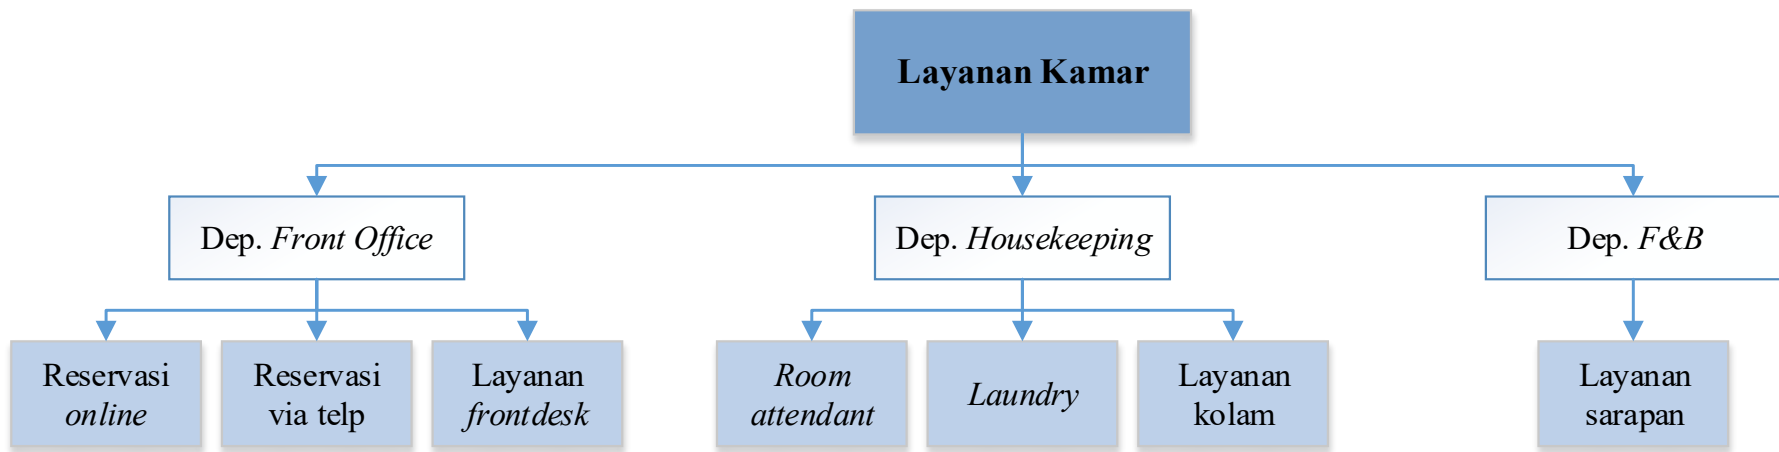 Layanan Kamar
Dep. Front Office
Dep. Housekeeping
Dep. F&B
Reservasi
online
Reservasi
via telp
Layanan
frontdesk
Room
attendant
Laundry
Layanan
kolam
Layanan
sarapan